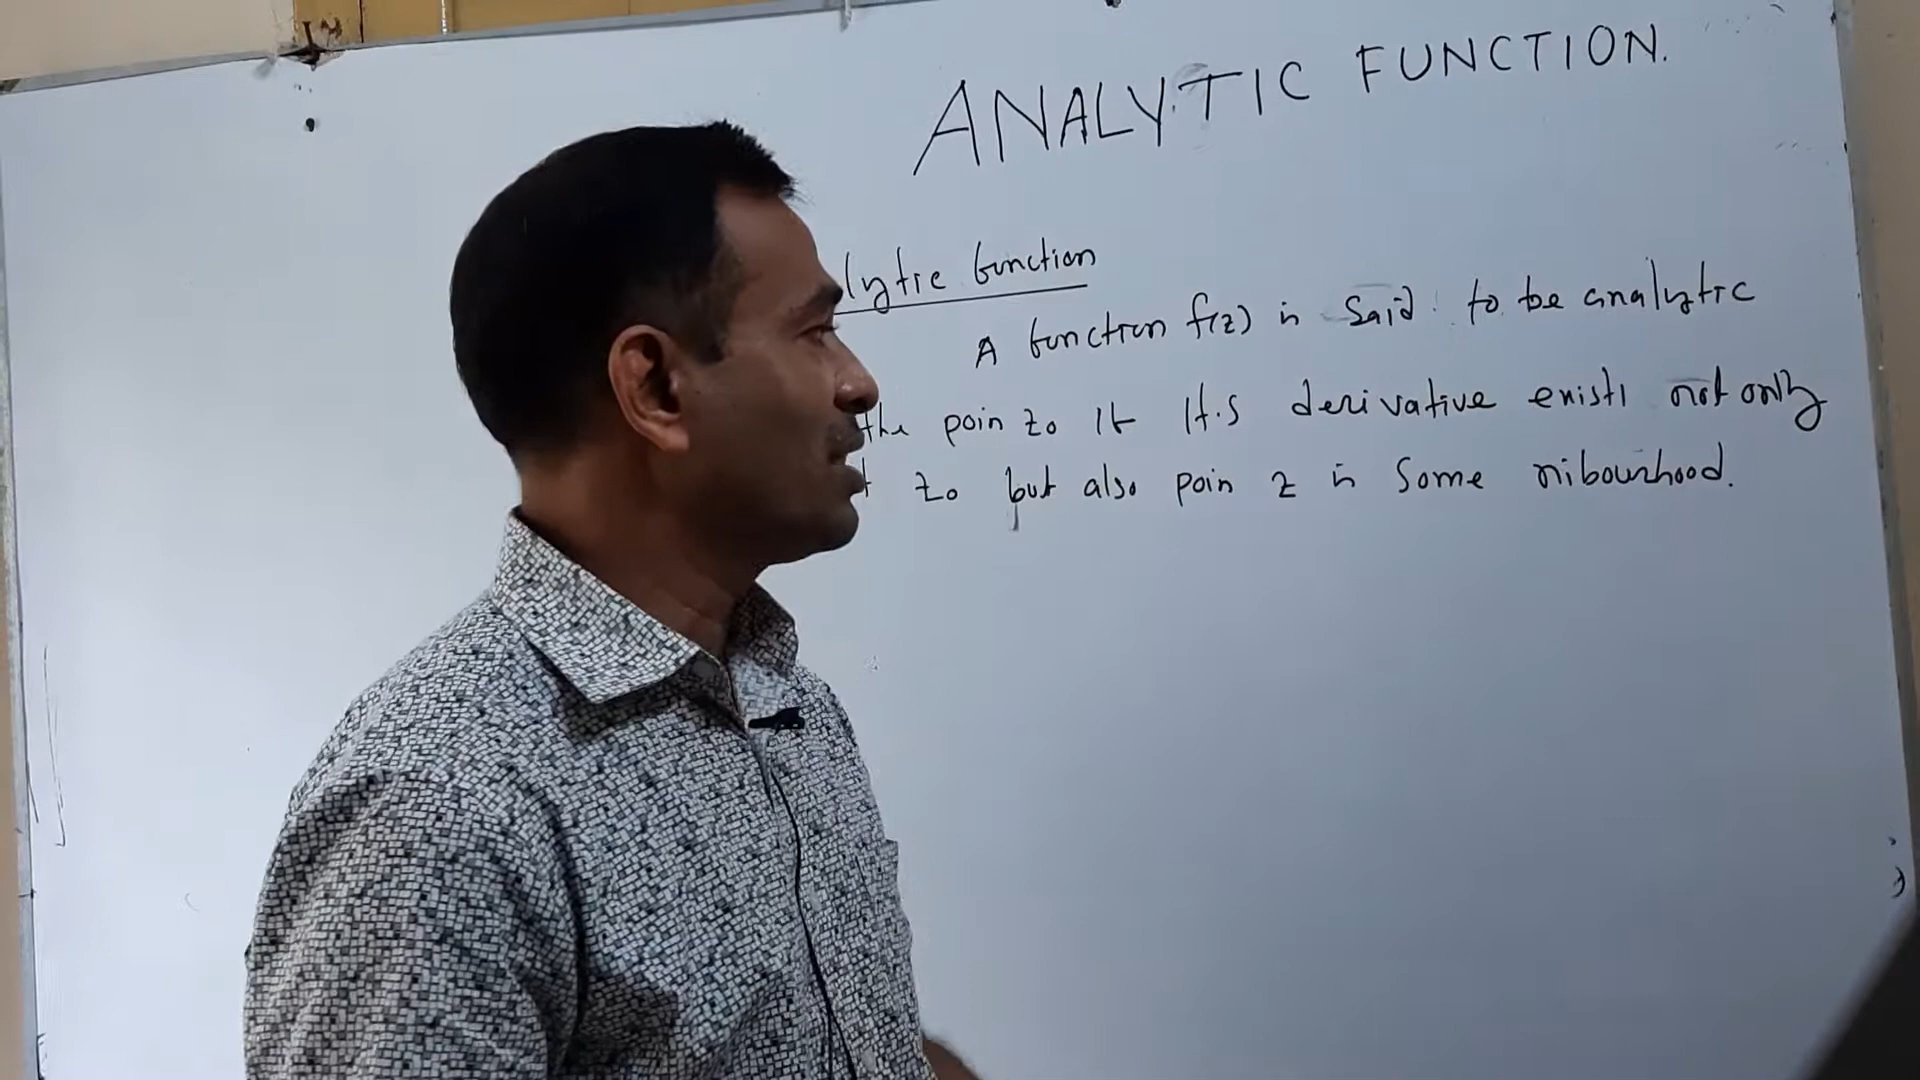 ANALYTIC FUNCTION.
lytic function
A function f(z) is said to be analytic
the poin z0 if it's derivative exists not only
t z0 but also poin z in some nibourhood.